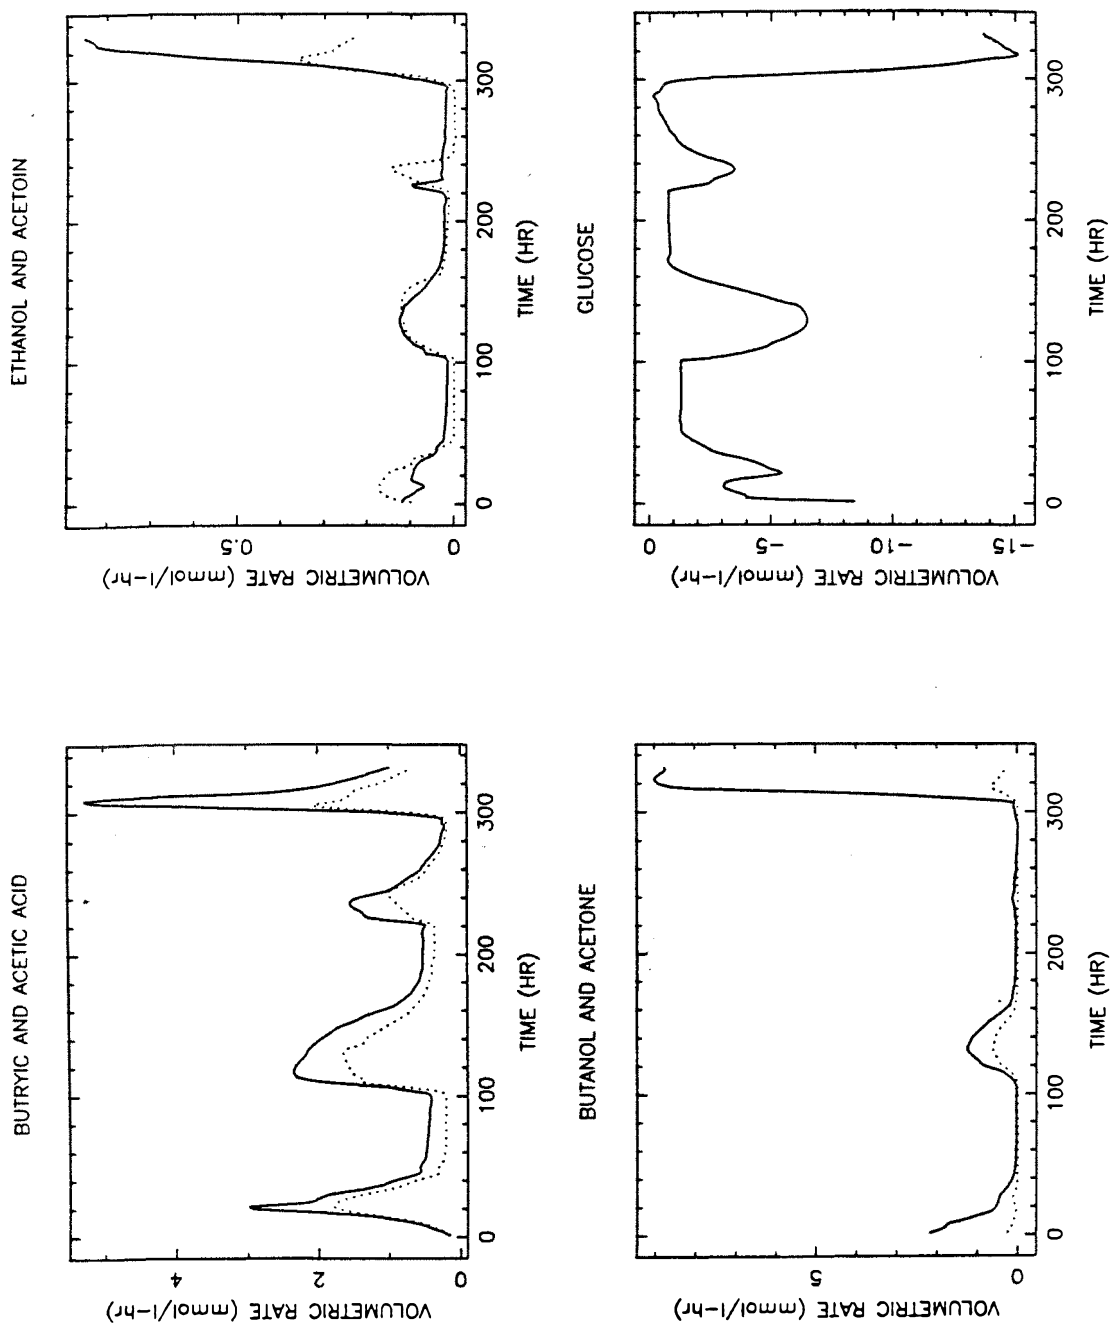 BUTRYIC AND ACETIC ACID
VOLUMETRIC RATE (mmol/l-hr)
4
2
0
0 100 200 300
TIME (HR)
ETHANOL AND ACETOIN
VOLUMETRIC RATE (mmol/l-hr)
0.5
0
0 100 200 300
TIME (HR)
BUTANOL AND ACETONE
VOLUMETRIC RATE (mmol/l-hr)
5
0
0 100 200 300
TIME (HR)
GLUCOSE
VOLUMETRIC RATE (mmol/l-hr)
0
-5
-10
-15
0 100 200 300
TIME (HR)